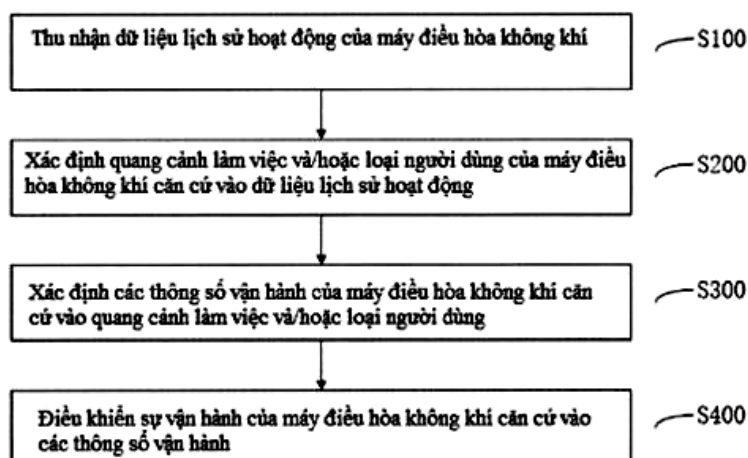 Thu nhận dữ liệu lịch sử hoạt động của máy điều hòa không khí
S100
Xác định quang cảnh làm việc và/hoặc loại người dùng của máy điều
hòa không khí căn cứ vào dữ liệu lịch sử hoạt động
S200
Xác định các thông số vận hành của máy điều hòa không khí căn
cứ vào quang cảnh làm việc và/hoặc loại người dùng
S300
Điều khiển sự vận hành của máy điều hòa không khí căn cứ vào
các thông số vận hành
S400